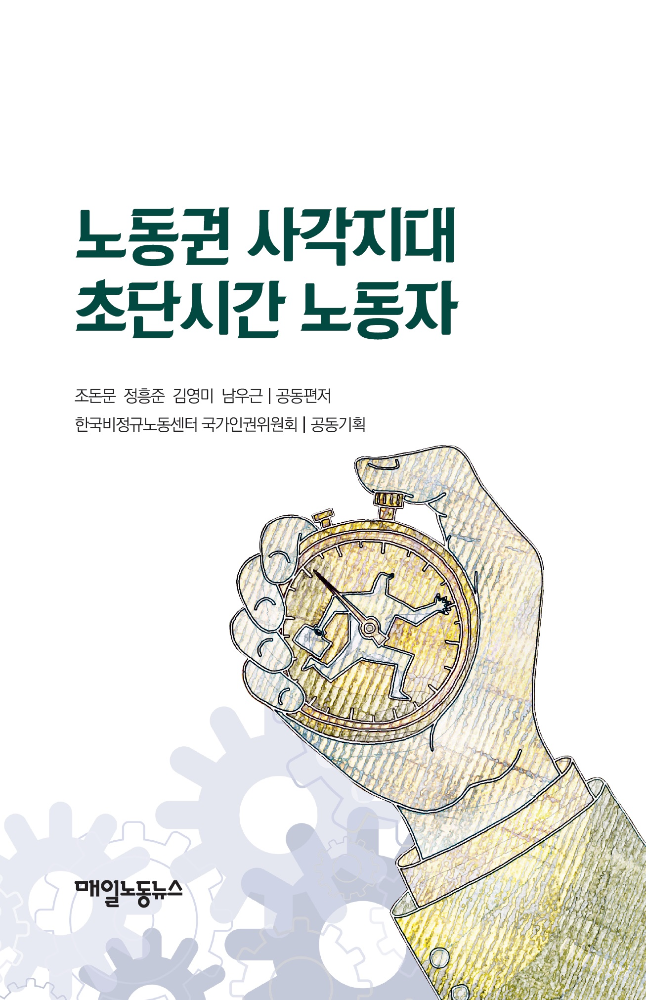 노동권 사각지대
초단시간 노동자
조돈문 정흥준 김영미 남우근 | 공동편저
한국비정규노동센터 국가인권위원회 | 공동기획
매일노동뉴스